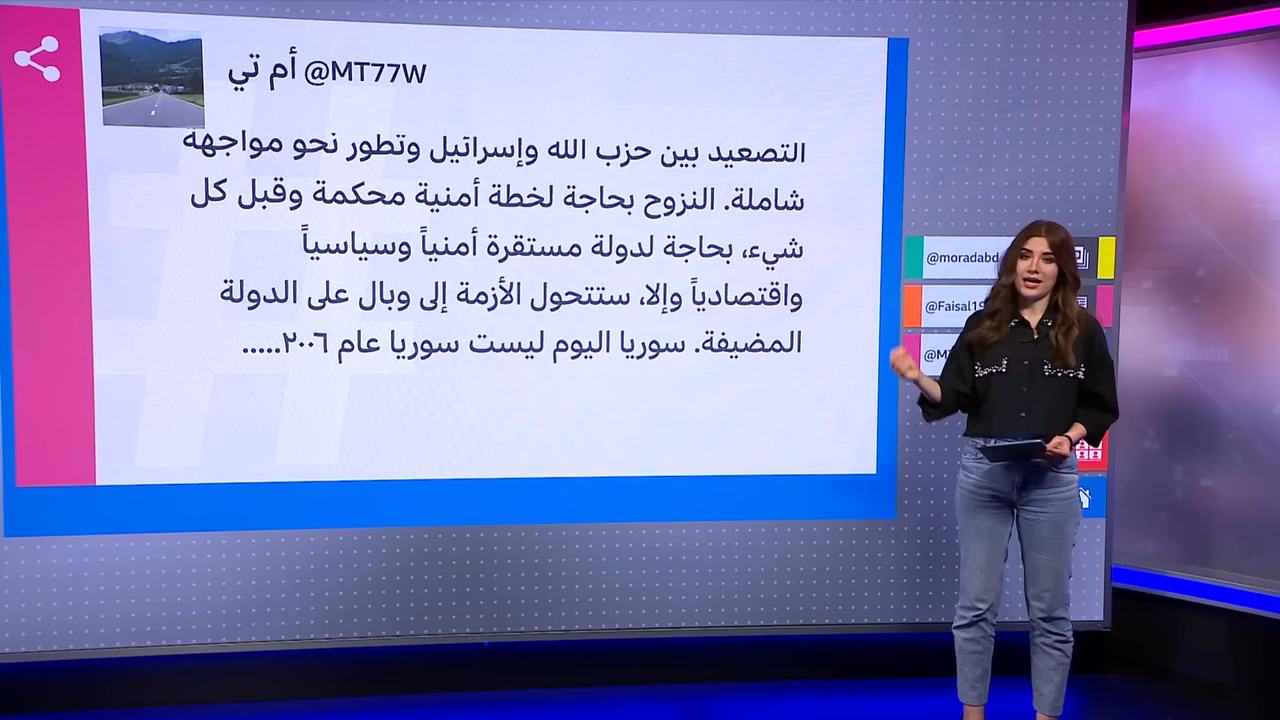 أم تي @MT77W
التصعيد بين حزب الله وإسرائيل وتطور نحو مواجهة
شاملة. النزوح بحاجة لخطة أمنية محكمة وقبل كل
شيء، بحاجة لدولة مستقرة أمنياً وسياسياً
واقتصادياً وإلا، ستتحول الأزمة إلى وبال على الدولة
المضيفة. سوريا اليوم ليست سوريا عام ٢٠٠٦.....
@moradabd
@Faisal19